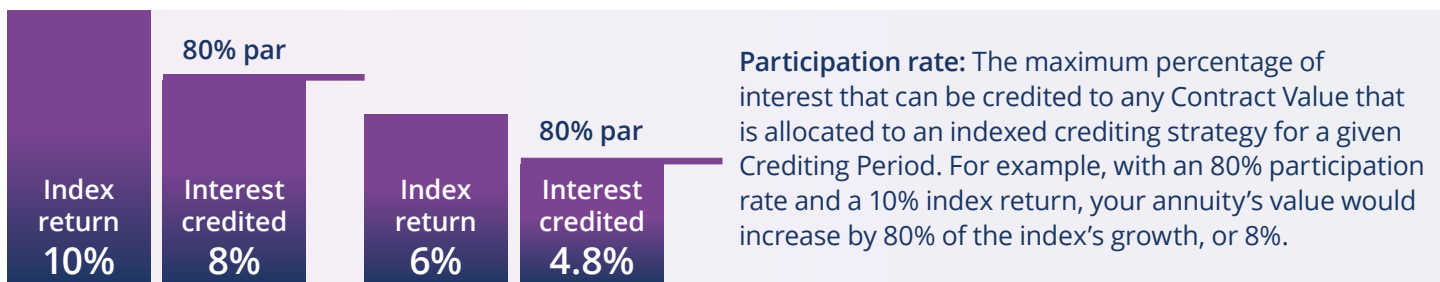 80% par
Index
return
10%
Interest
credited
8%
80% par
Index
return
6%
Interest
credited
4.8%
Participation rate: The maximum percentage of
interest that can be credited to any Contract Value that
is allocated to an indexed crediting strategy for a given
Crediting Period. For example, with an 80% participation
rate and a 10% index return, your annuity’s value would
increase by 80% of the index’s growth, or 8%.